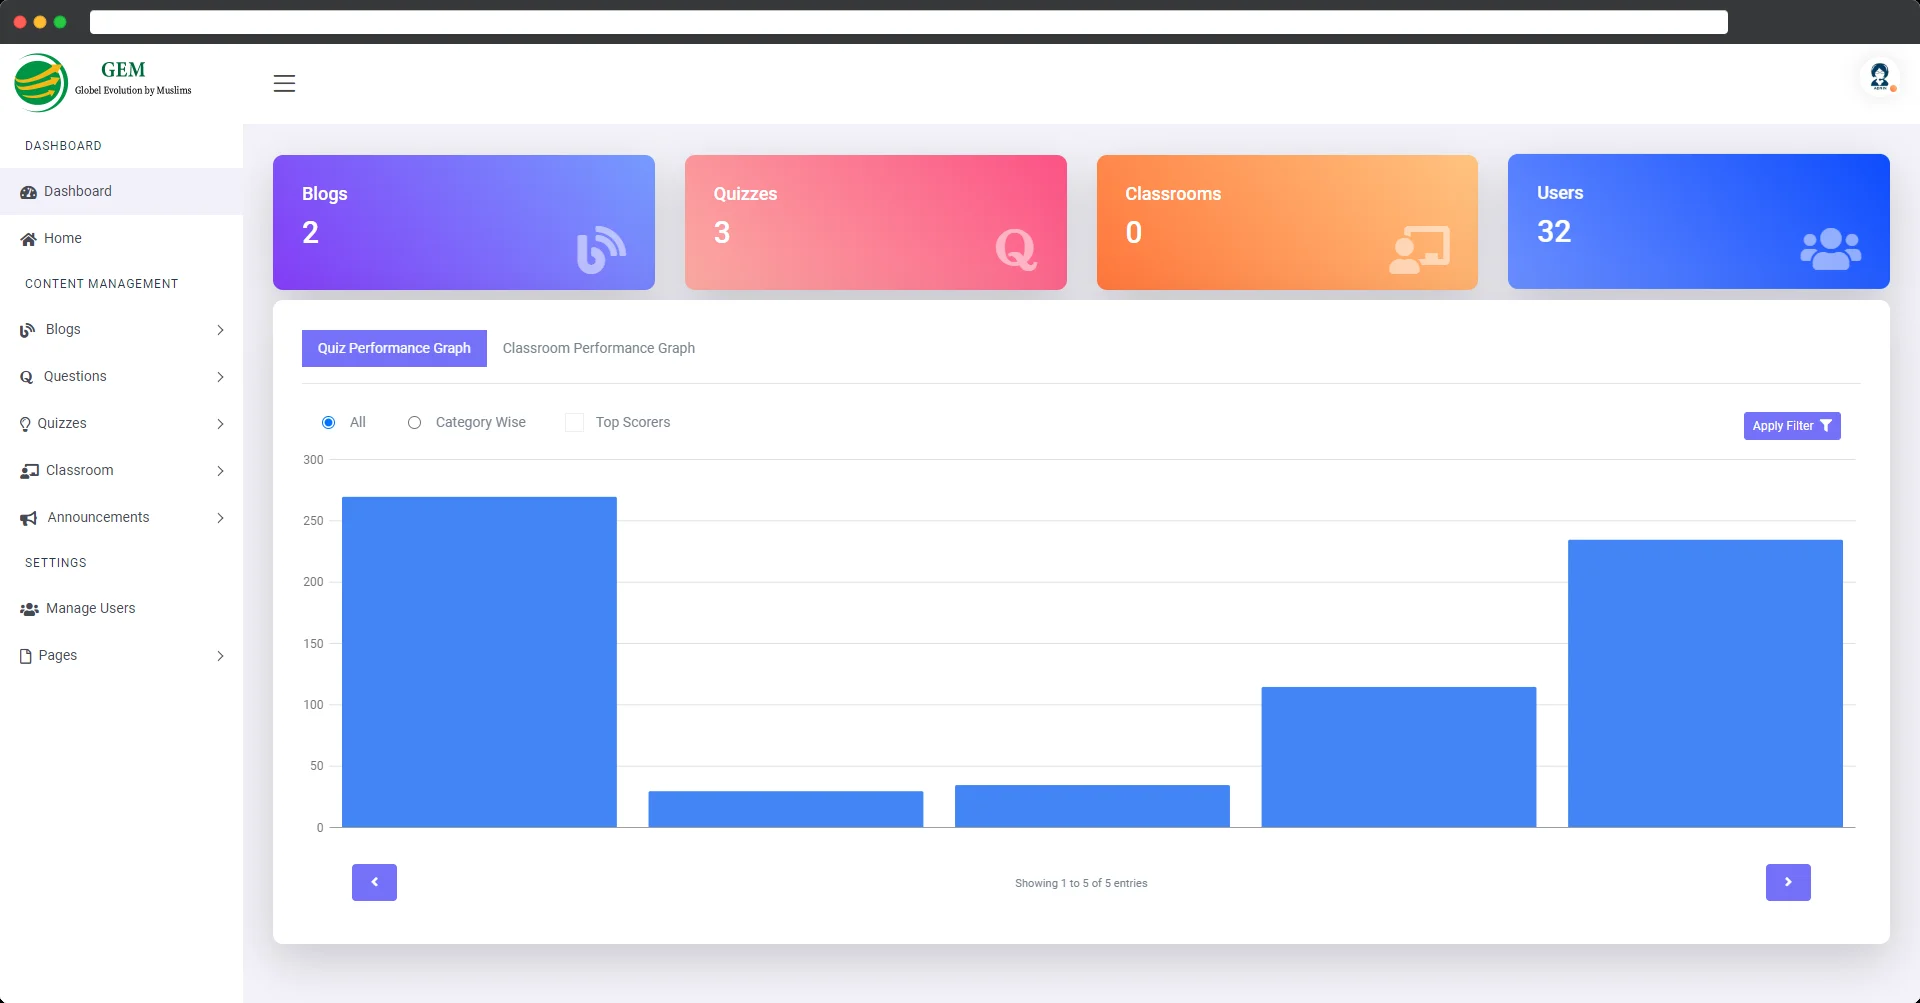 GEM
Globel Evolution by Muslims
DASHBOARD
Dashboard
Home
CONTENT MANAGEMENT
Blogs
Questions
Quizzes
Classroom
Announcements
SETTINGS
Manage Users
Pages
Blogs
2
Quizzes
3
Classrooms
0
Users
32
Quiz Performance Graph
Classroom Performance Graph
All
Category Wise
Top Scorers
Apply Filter
300
250
200
150
100
50
0
Showing 1 to 5 of 5 entries